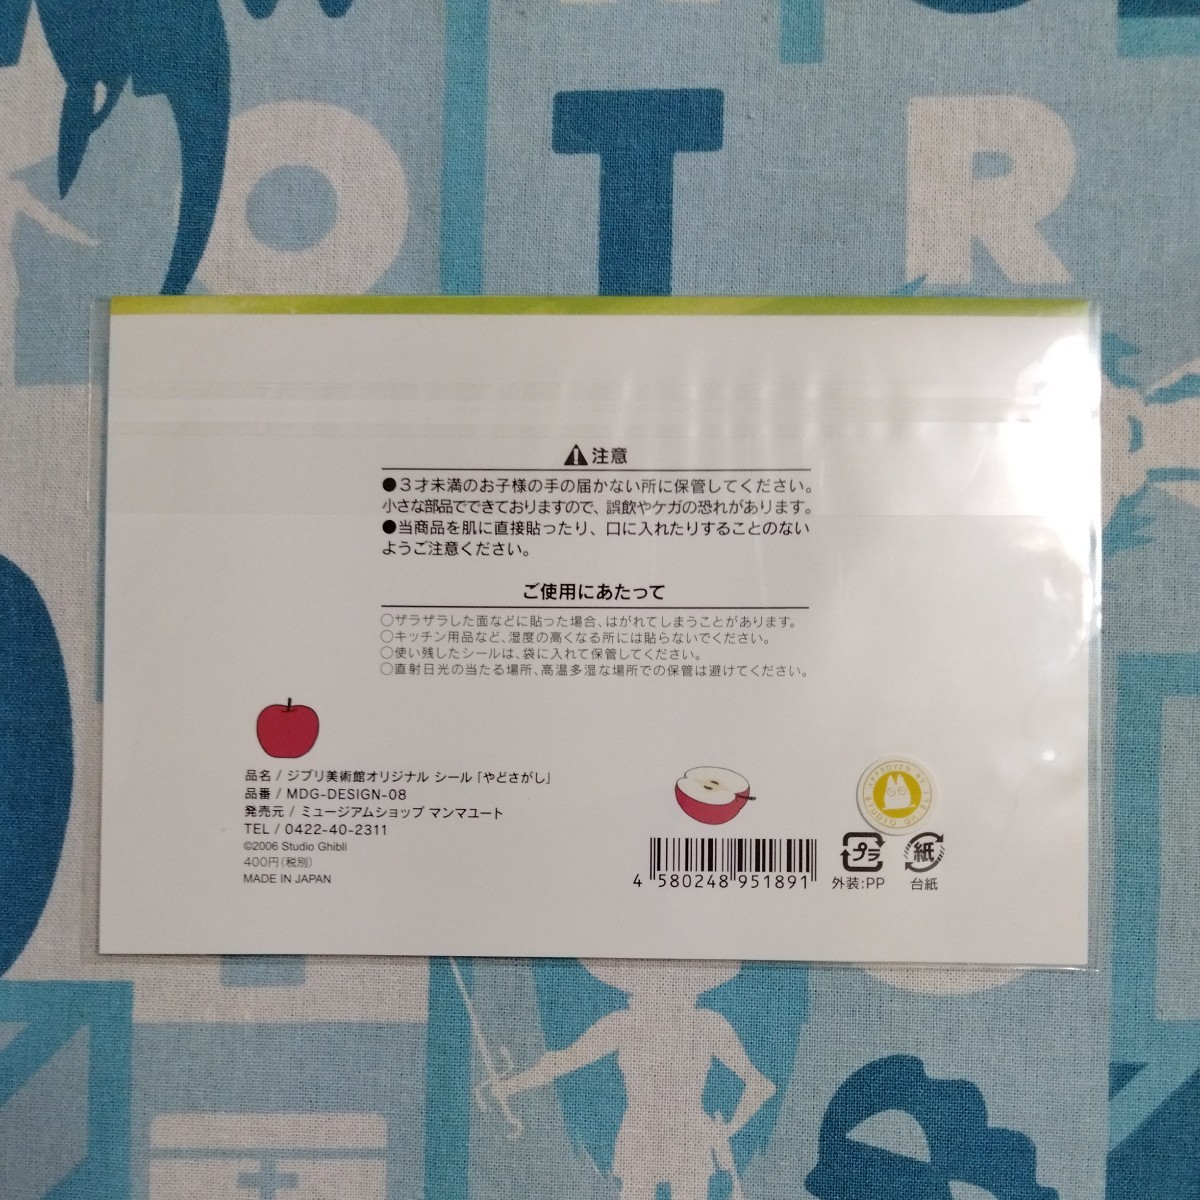 O T R
⚠注意
●3才未満のお子様の手の届かない所に保管してください。
小さな部品でできておりますので、誤飲やケガの恐れがあります。
●当商品を肌に直接貼ったり、口に入れたりすることのない
ようご注意ください。
ご使用にあたって
○ザラザラした面などに貼った場合、はがれてしまうことがあります。
○キッチン用品など、湿度の高くなる所には貼らないでください。
○使い残したシールは、袋に入れて保管してください。
○直射日光の当たる場所、高温多湿な場所での保管は避けてください。
品名 / ジブリ美術館オリジナル シール「やどさがし」
品番 / MDG-DESIGN-08
発売元 / ミュージアムショップ マンマユート
TEL / 0422-40-2311
©2006 Studio Ghibli
400円(税別)
MADE IN JAPAN
4 580248 951891
プラ
外装:PP
紙
台紙